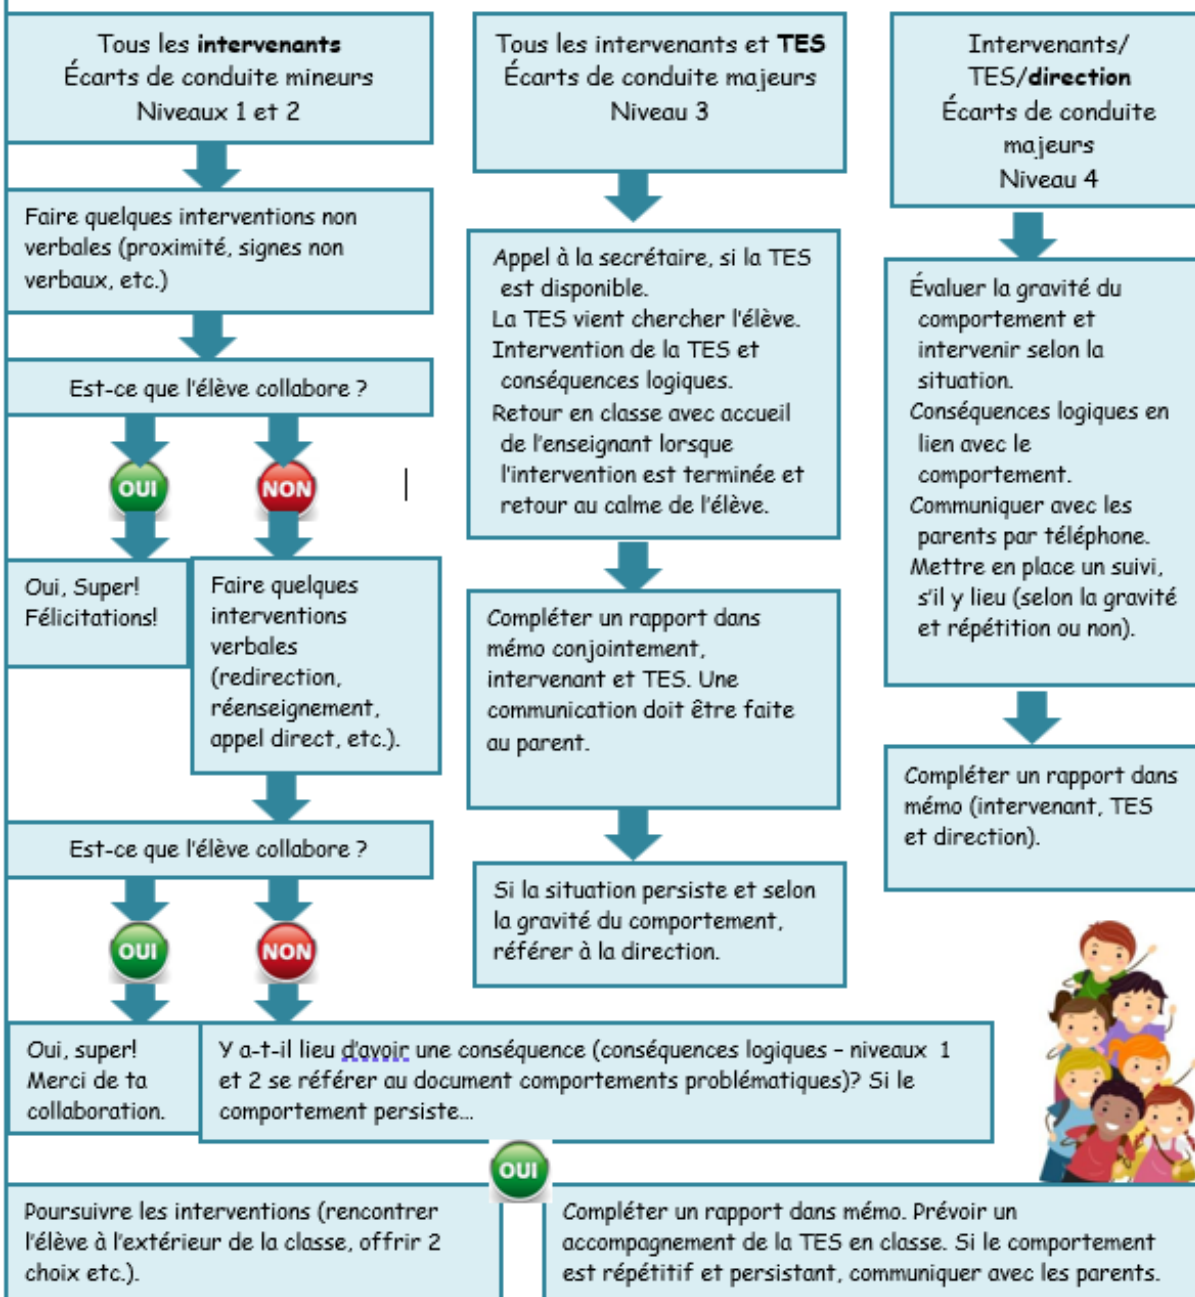 Tous les intervenants
Écarts de conduite mineurs
Niveaux 1 et 2
Faire quelques interventions non
verbales (proximité, signes non
verbaux, etc.)
Est-ce que l'élève collabore ?
OUI
NON
Oui, Super!
Félicitations!
Faire quelques
interventions
verbales
(redirection,
réenseignement,
appel direct, etc.).
Est-ce que l'élève collabore ?
OUI
NON
Oui, super!
Merci de ta
collaboration.
Y a-t-il lieu d'avoir une conséquence (conséquences logiques – niveaux 1
et 2 se référer au document comportements problématiques)? Si le
comportement persiste…
OUI
Poursuivre les interventions (rencontrer
l'élève à l'extérieur de la classe, offrir 2
choix etc.).
Compléter un rapport dans mémo. Prévoir un
accompagnement de la TES en classe. Si le comportement
est répétitif et persistant, communiquer avec les parents.
Tous les intervenants et TES
Écarts de conduite majeurs
Niveau 3
Appel à la secrétaire, si la TES
est disponible.
La TES vient chercher l'élève.
Intervention de la TES et
conséquences logiques.
Retour en classe avec accueil
de l'enseignant lorsque
l'intervention est terminée et
retour au calme de l'élève.
Compléter un rapport dans
mémo conjointement,
intervenant et TES. Une
communication doit être faite
au parent.
Si la situation persiste et selon
la gravité du comportement,
référer à la direction.
Intervenants/
TES/direction
Écarts de conduite
majeurs
Niveau 4
Évaluer la gravité du
comportement et
intervenir selon la
situation.
Conséquences logiques en
lien avec le
comportement.
Communiquer avec les
parents par téléphone.
Mettre en place un suivi,
s'il y lieu (selon la gravité
et répétition ou non).
Compléter un rapport dans
mémo (intervenant, TES
et direction).